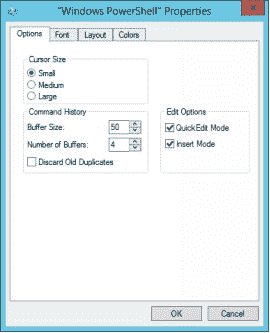 "Windows PowerShell" Properties
Options Font Layout Colors
Cursor Size
Small
Medium
Large
Command History
Buffer Size: 50
Number of Buffers: 4
Discard Old Duplicates
Edit Options
QuickEdit Mode
Insert Mode
OK Cancel